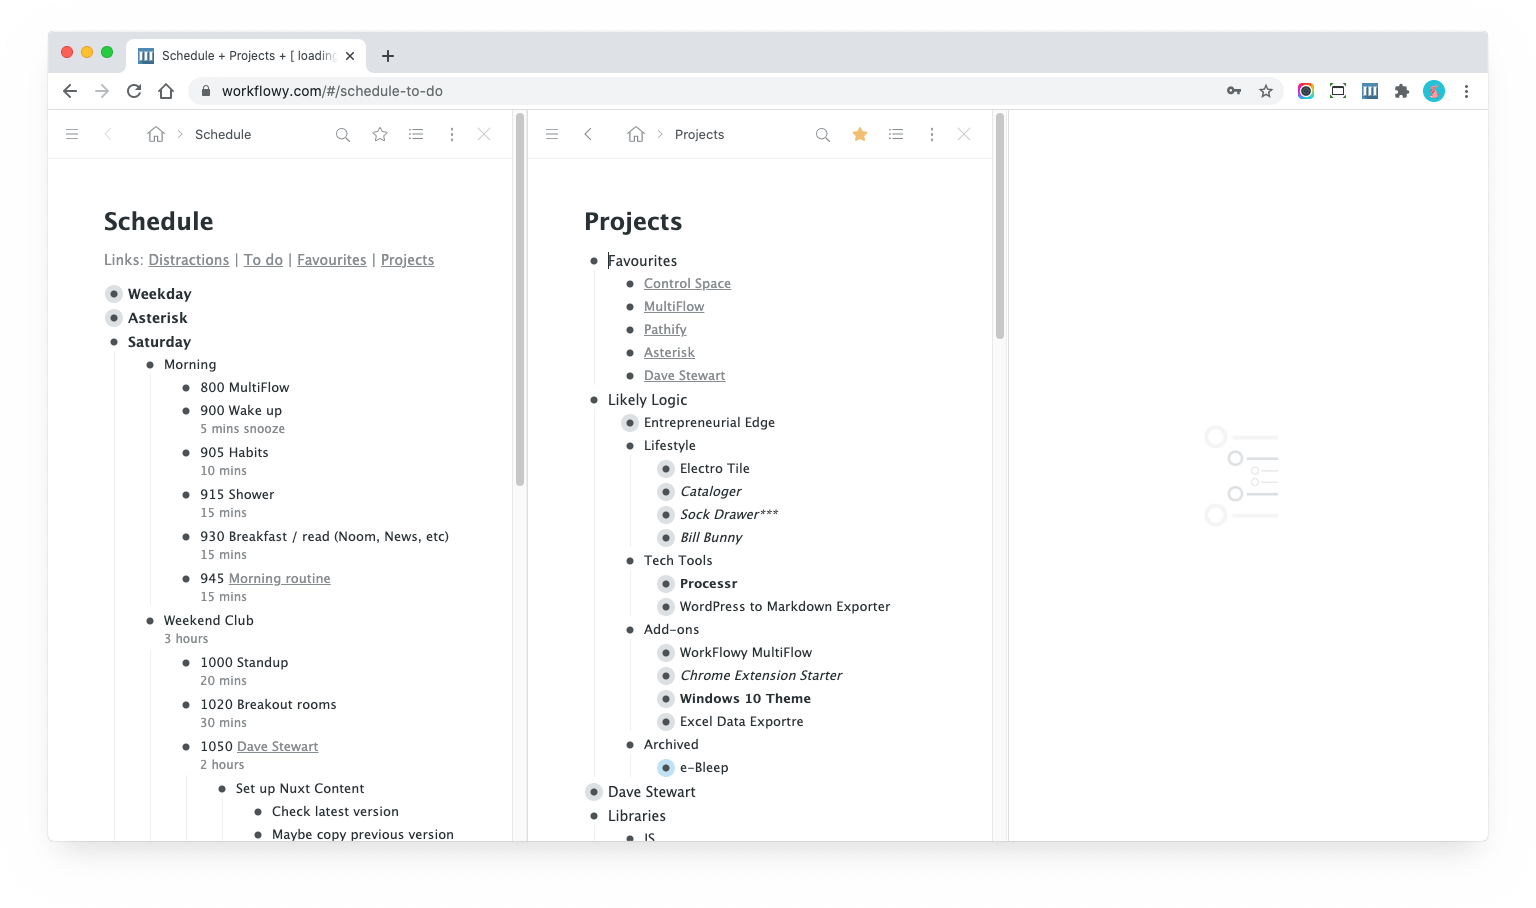 Schedule + Projects + [ loading
workflowy.com/#/schedule-to-do
Schedule
Projects
Schedule
Links: Distractions | To do | Favourites | Projects
Weekday
Asterisk
Saturday
Morning
800 MultiFlow
900 Wake up
5 mins snooze
905 Habits
10 mins
915 Shower
15 mins
930 Breakfast / read (Noom, News, etc)
15 mins
945 Morning routine
15 mins
Weekend Club
3 hours
1000 Standup
20 mins
1020 Breakout rooms
30 mins
1050 Dave Stewart
2 hours
Set up Nuxt Content
Check latest version
Maybe copy previous version
Projects
Favourites
Control Space
MultiFlow
Pathify
Asterisk
Dave Stewart
Likely Logic
Entrepreneurial Edge
Lifestyle
Electro Tile
Cataloger
Sock Drawer***
Bill Bunny
Tech Tools
Processr
WordPress to Markdown Exporter
Add-ons
WorkFlowy MultiFlow
Chrome Extension Starter
Windows 10 Theme
Excel Data Exportre
Archived
e-Bleep
Dave Stewart
Libraries
JS